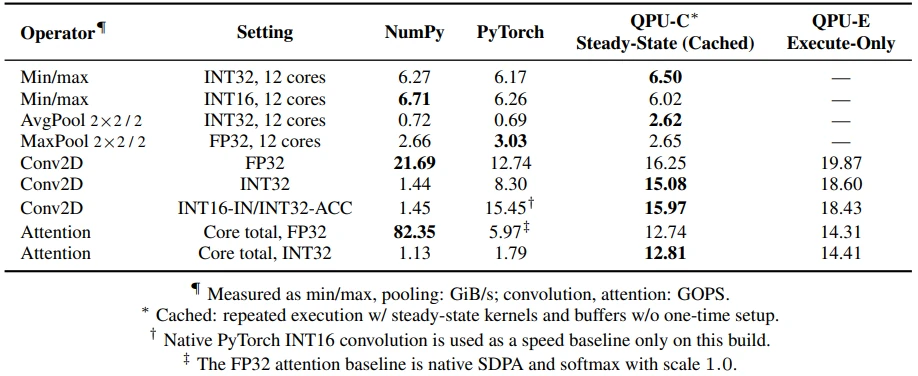 Operator¶ Setting NumPy PyTorch QPU-C* Steady-State (Cached) QPU-E Execute-Only
Min/max INT32, 12 cores 6.27 6.17 6.50 —
Min/max INT16, 12 cores 6.71 6.26 6.02 —
AvgPool 2×2 / 2 INT32, 12 cores 0.72 0.69 2.62 —
MaxPool 2×2 / 2 FP32, 12 cores 2.66 3.03 2.65 —
Conv2D FP32 21.69 12.74 16.25 19.87
Conv2D INT32 1.44 8.30 15.08 18.60
Conv2D INT16-IN/INT32-ACC 1.45 15.45† 15.97 18.43
Attention Core total, FP32 82.35 5.97‡ 12.74 14.31
Attention Core total, INT32 1.13 1.79 12.81 14.41
¶ Measured as min/max, pooling: GiB/s; convolution, attention: GOPS.
* Cached: repeated execution w/ steady-state kernels and buffers w/o one-time setup.
† Native PyTorch INT16 convolution is used as a speed baseline only on this build.
‡ The FP32 attention baseline is native SDPA and softmax with scale 1.0.